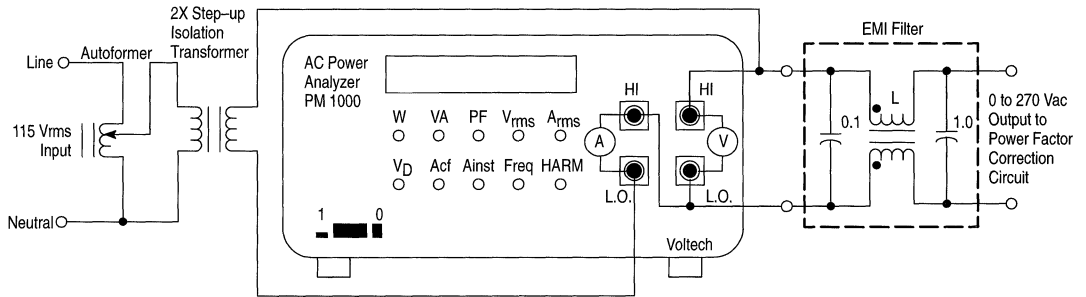 2X Step–up
Isolation
Transformer
Autoformer
Line
115 Vrms
Input
Neutral
AC Power
Analyzer
PM 1000
W VA PF Vrms Arms
VD Acf Ainst Freq HARM
1 0
HI HI
A V
L.O. L.O.
Voltech
EMI Filter
0.1
L
1.0
0 to 270 Vac
Output to
Power Factor
Correction
Circuit